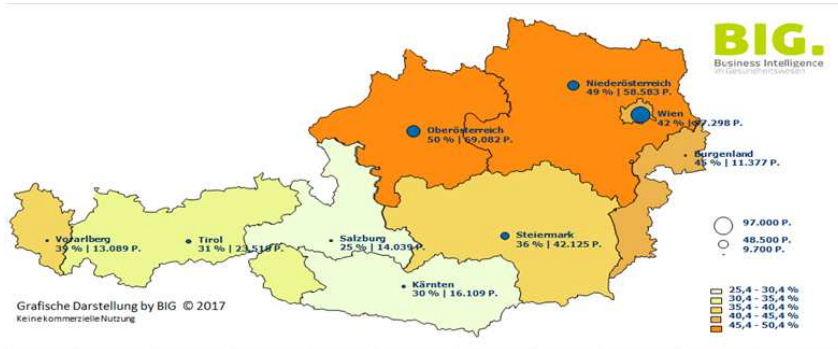 BIG.
Business Intelligence
im Gesundheitswesen
Niederösterreich
49 % | 58.583 P.
Wien
42 % | 97.298 P.
Oberösterreich
50 % | 69.082 P.
Burgenland
45 % | 11.377 P.
Vorarlberg
39 % | 13.089 P.
Tirol
31 % | 23.519 P.
Salzburg
25 % | 14.039 P.
Steiermark
36 % | 42.125 P.
Kärnten
30 % | 16.109 P.
97.000 P.
48.500 P.
9.700 P.
25,4 - 30,4 %
30,4 - 35,4 %
35,4 - 40,4 %
40,4 - 45,4 %
45,4 - 50,4 %
Grafische Darstellung by BIG © 2017
Keine kommerzielle Nutzung